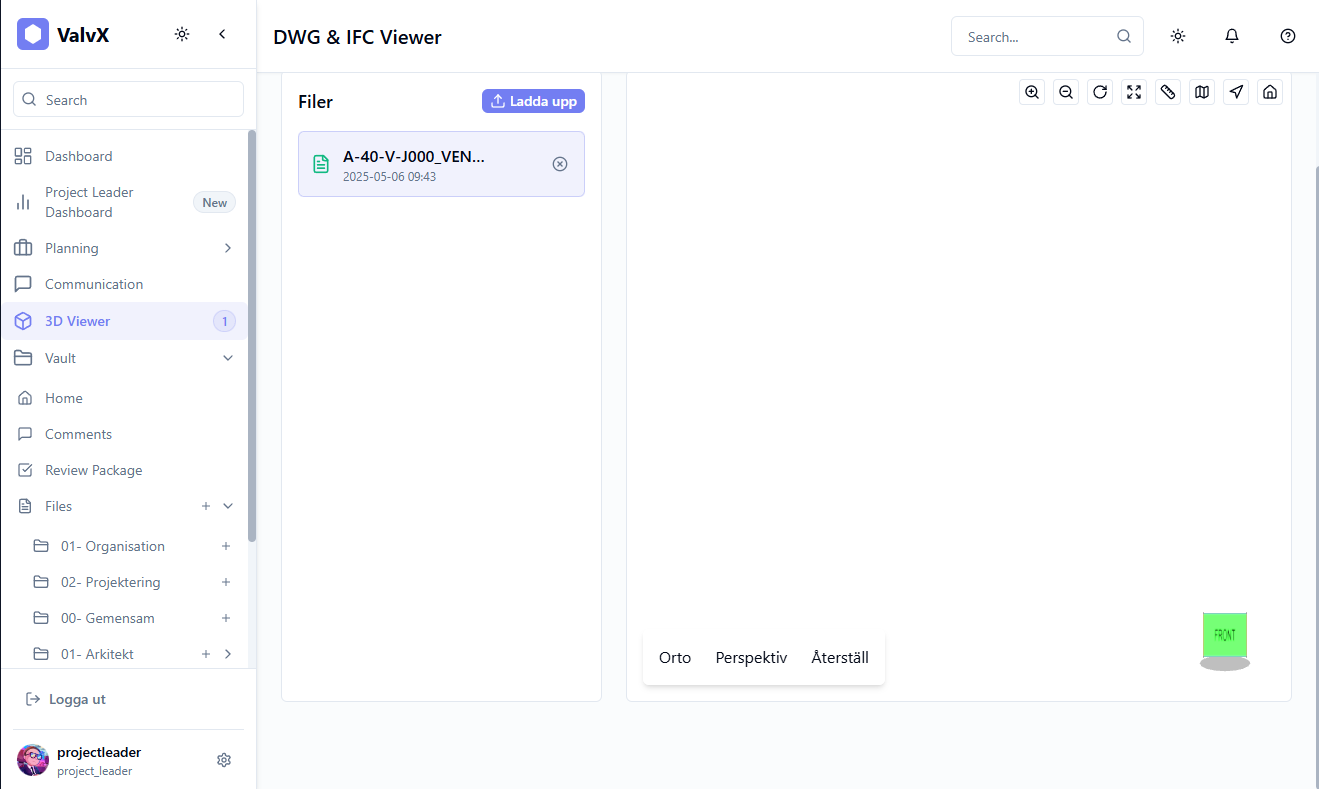 ValvX
Search
Dashboard
Project Leader
Dashboard
New
Planning
Communication
3D Viewer
1
Vault
Home
Comments
Review Package
Files
01- Organisation
02- Projektering
00- Gemensam
01- Arkitekt
Logga ut
projectleader
project_leader
DWG & IFC Viewer
Search...
Filer
Ladda upp
A-40-V-J000_VEN...
2025-05-06 09:43
FRONT
Orto
Perspektiv
Återställ